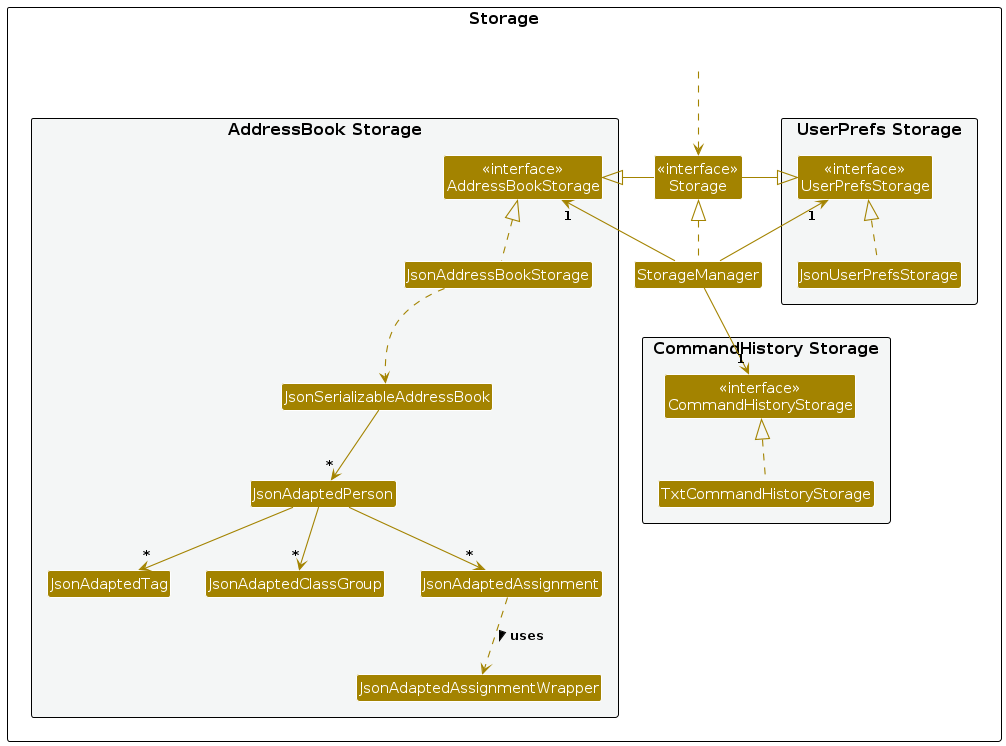 Storage
AddressBook Storage
UserPrefs Storage
«interface»
AddressBookStorage
«interface»
Storage
«interface»
UserPrefsStorage
1
1
JsonAddressBookStorage
StorageManager
JsonUserPrefsStorage
CommandHistory Storage
1
«interface»
CommandHistoryStorage
JsonSerializableAddressBook
*
JsonAdaptedPerson
TxtCommandHistoryStorage
*
*
*
JsonAdaptedTag
JsonAdaptedClassGroup
JsonAdaptedAssignment
uses
JsonAdaptedAssignmentWrapper